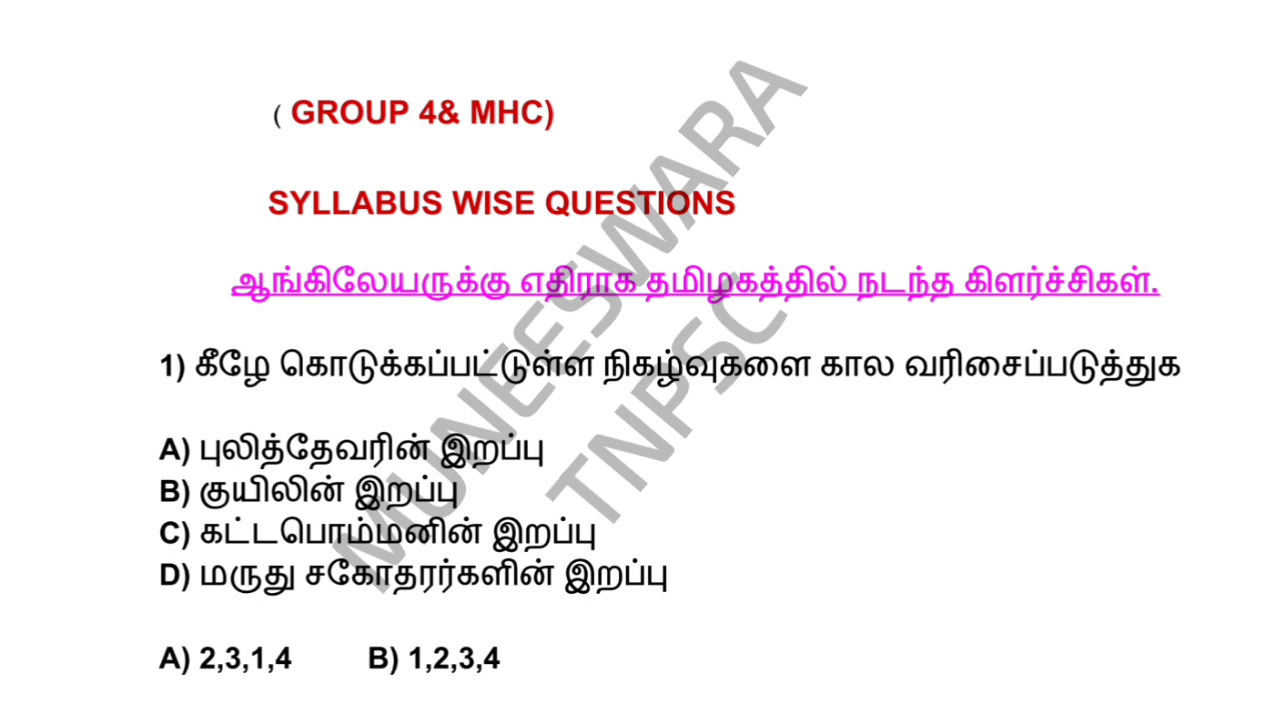 ( GROUP 4& MHC)
SYLLABUS WISE QUESTIONS
ஆங்கிலேயருக்கு எதிராக தமிழகத்தில் நடந்த கிளர்ச்சிகள்.
1) கீழே கொடுக்கப்பட்டுள்ள நிகழ்வுகளை கால வரிசைப்படுத்துக
A) புலித்தேவரின் இறப்பு
B) குயிலின் இறப்பு
C) கட்டபொம்மனின் இறப்பு
D) மருது சகோதரர்களின் இறப்பு
A) 2,3,1,4 B) 1,2,3,4
MUNEESWARA
TNPSC